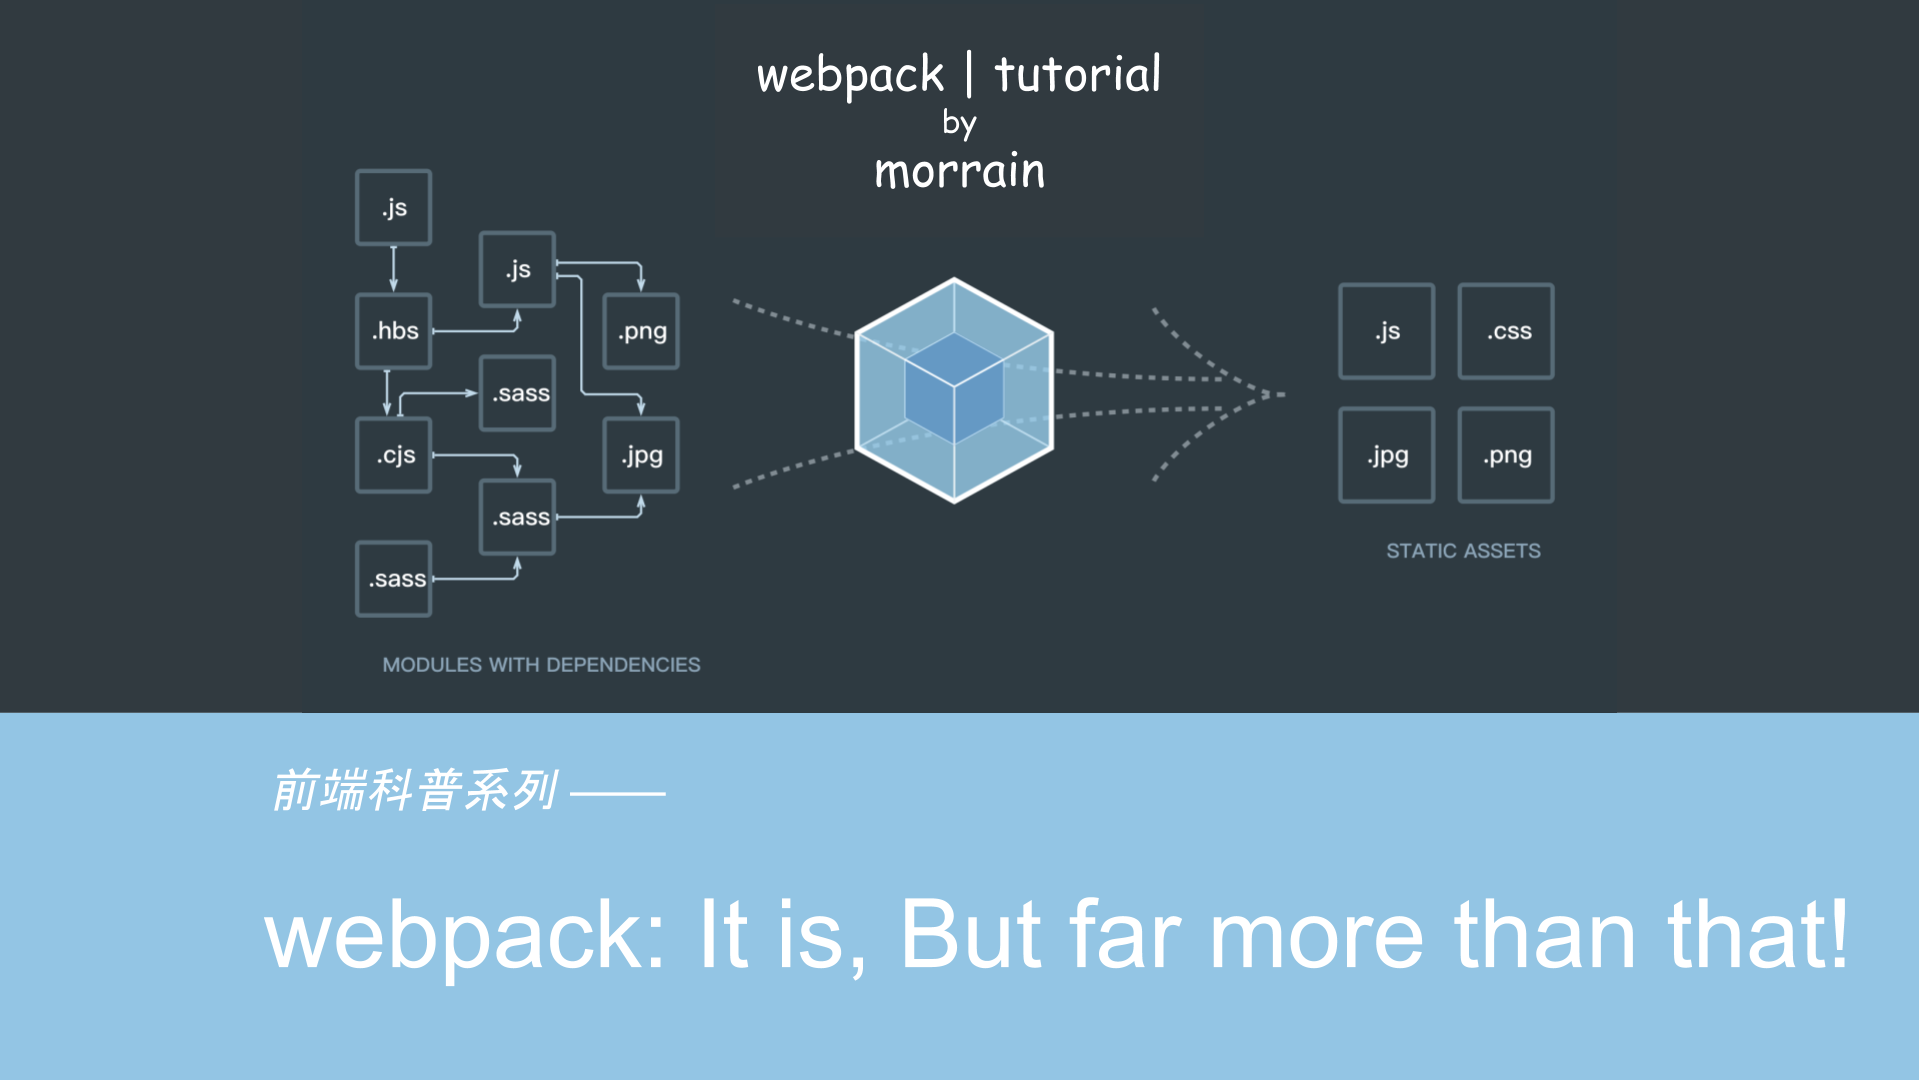 webpack | tutorial
by
morrain
.js
.js
.hbs
.png
.sass
.cjs
.jpg
.sass
.sass
MODULES WITH DEPENDENCIES
.js
.css
.jpg
.png
STATIC ASSETS
前端科普系列 ——
webpack: It is, But far more than that!